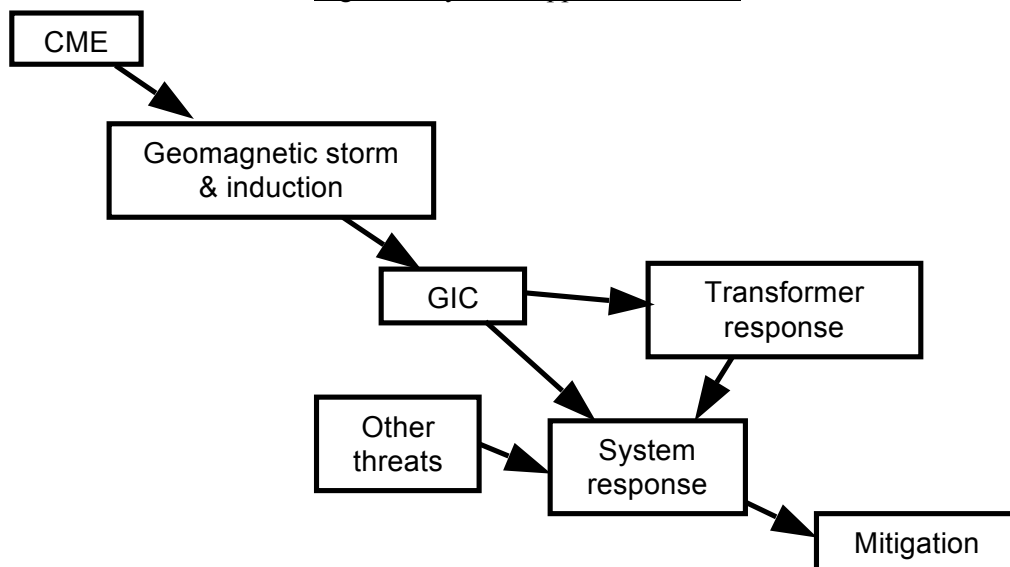 CME
Geomagnetic storm
& induction
GIC
Transformer
response
Other
threats
System
response
Mitigation